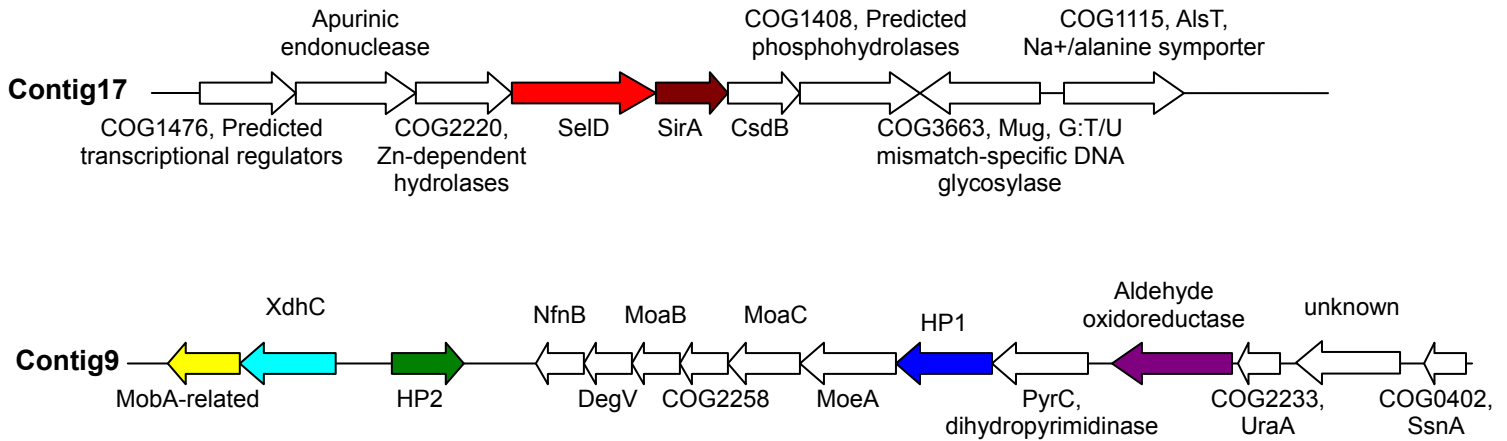 Apurinic
endonuclease
COG1408, Predicted
phosphohydrolases
COG1115, AlsT,
Na+/alanine symporter
Contig17
COG1476, Predicted
transcriptional regulators
COG2220,
Zn-dependent
hydrolases
SelD
SirA
CsdB
COG3663, Mug, G:T/U
mismatch-specific DNA
glycosylase
XdhC
NfnB
MoaB
MoaC
HP1
Aldehyde
oxidoreductase
unknown
Contig9
MobA-related
HP2
DegV
COG2258
MoeA
PyrC,
dihydropyrimidinase
COG2233,
UraA
COG0402,
SsnA